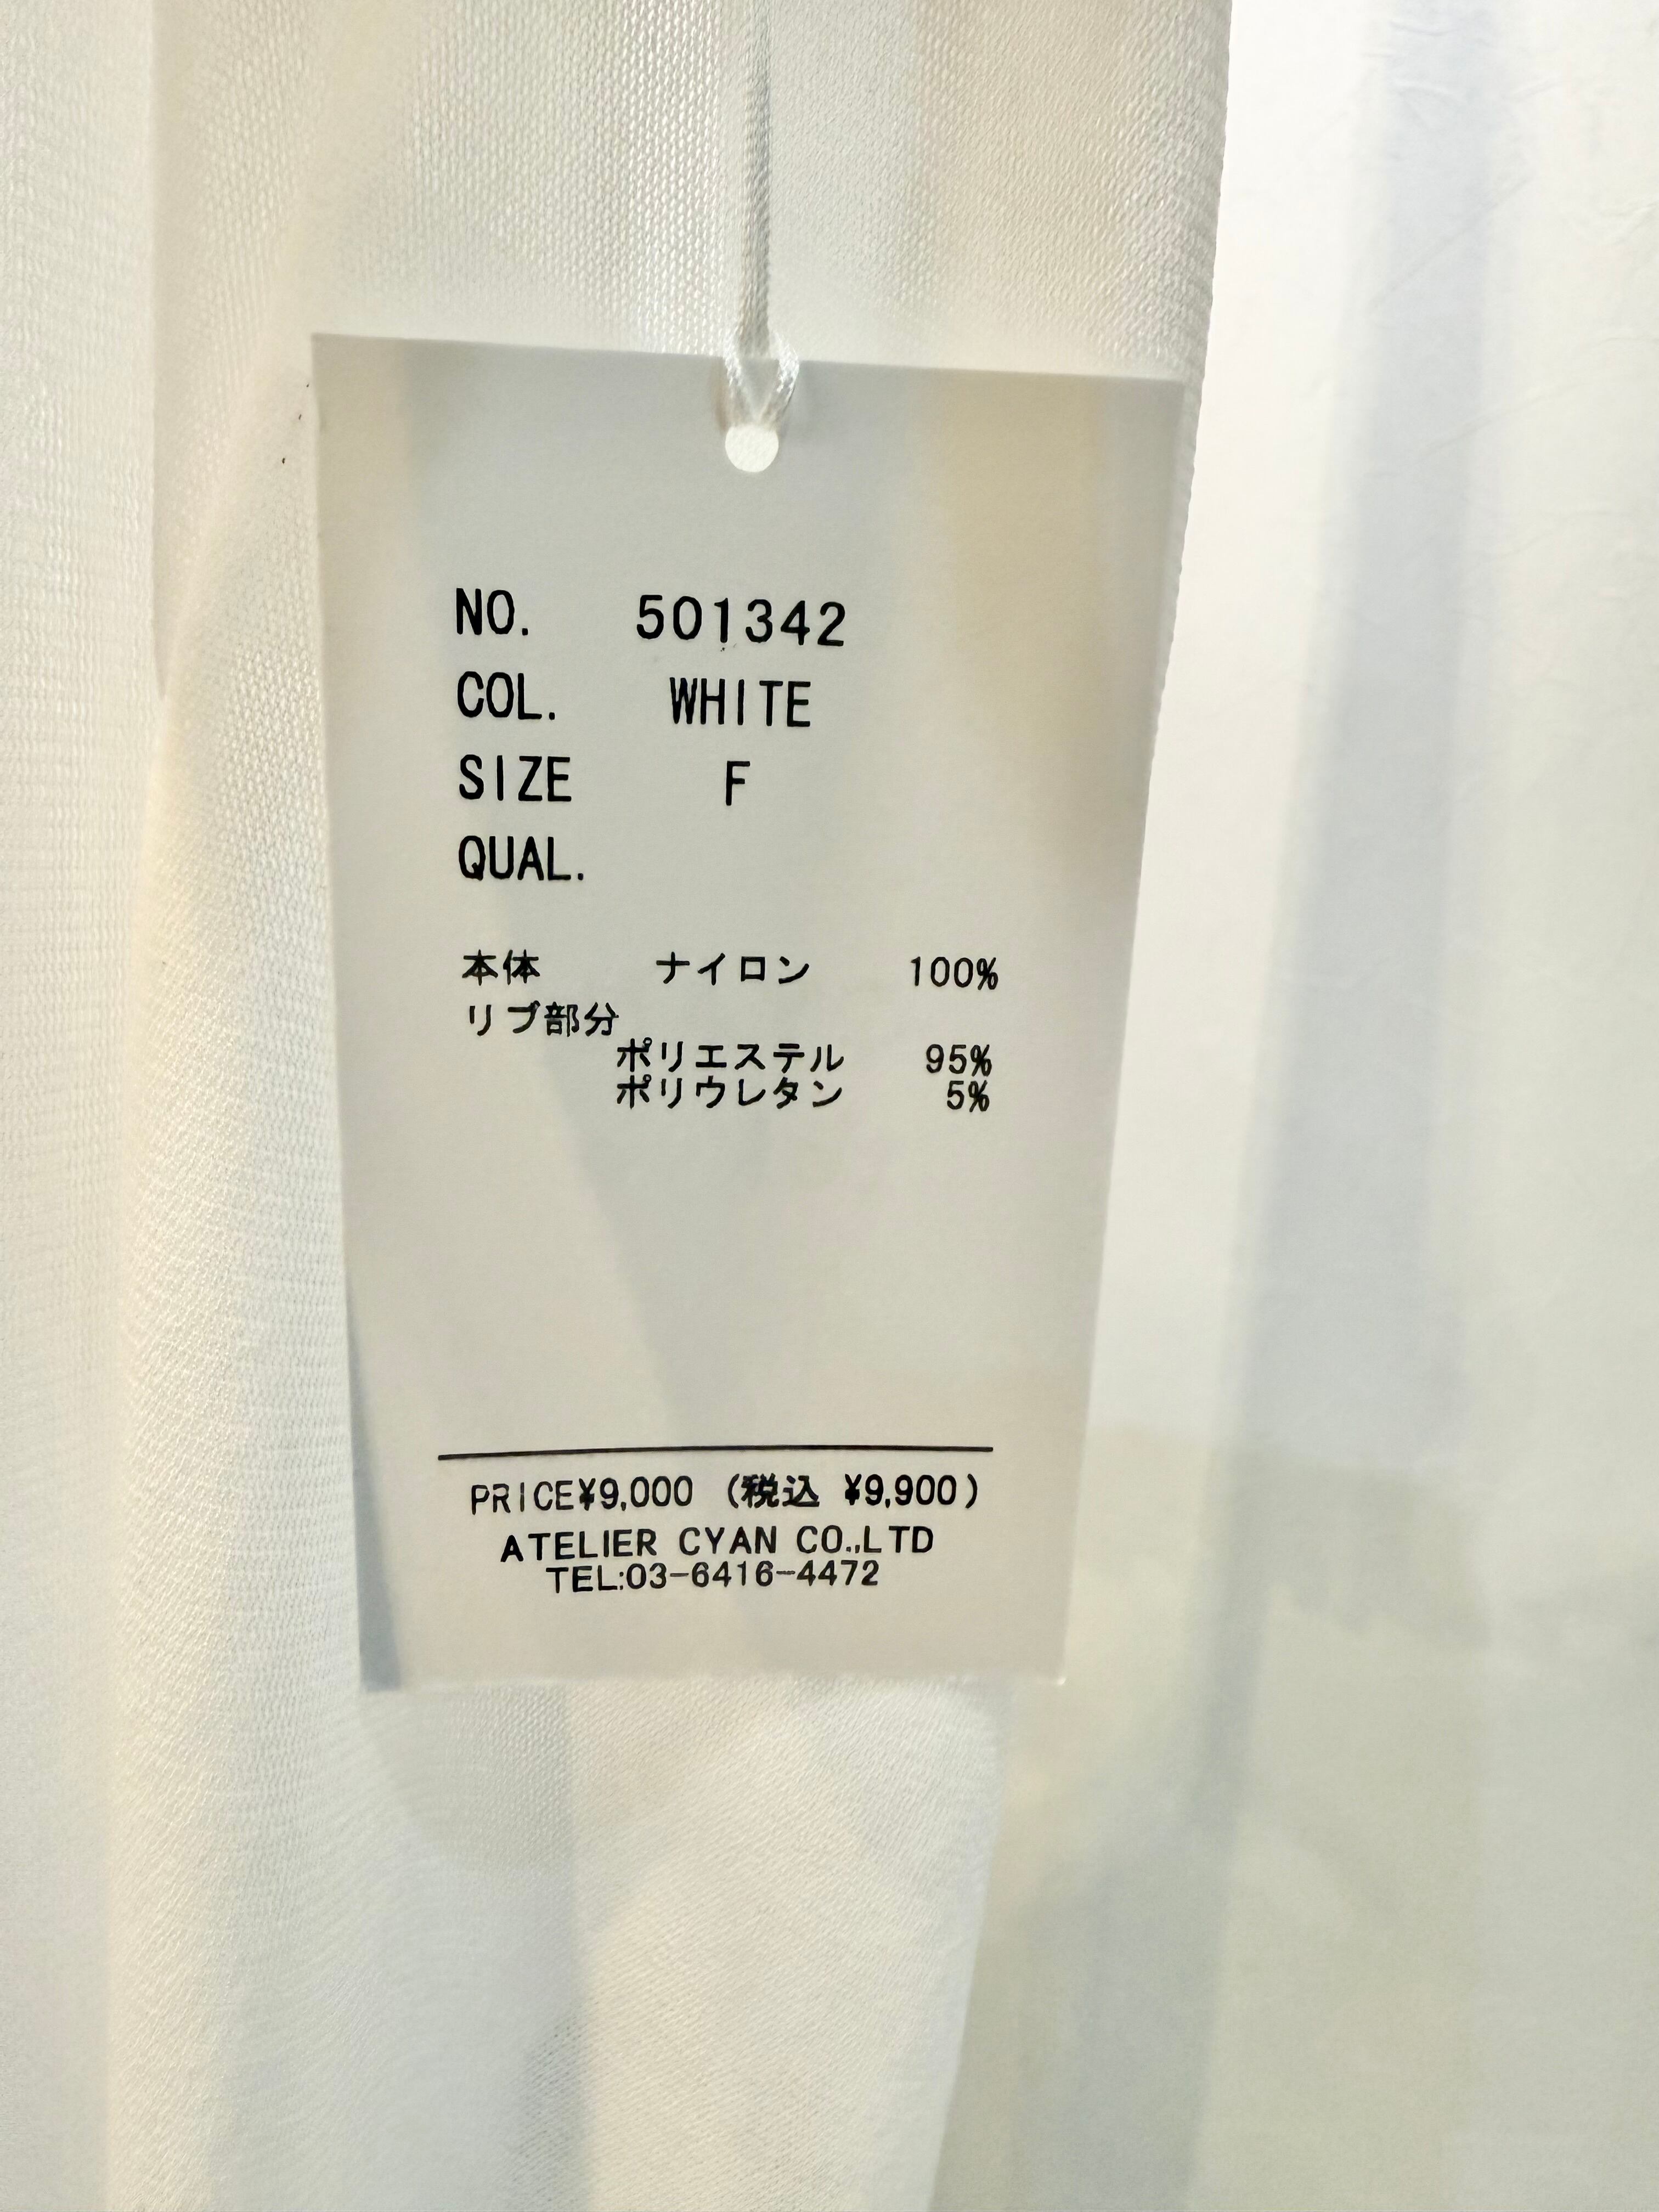 NO. 501342
COL. WHITE
SIZE F
QUAL.
本体 ナイロン 100%
リブ部分
ポリエステル 95%
ポリウレタン 5%
PRICE¥9,000 (税込 ¥9,900)
ATELIER CYAN CO.,LTD
TEL:03-6416-4472